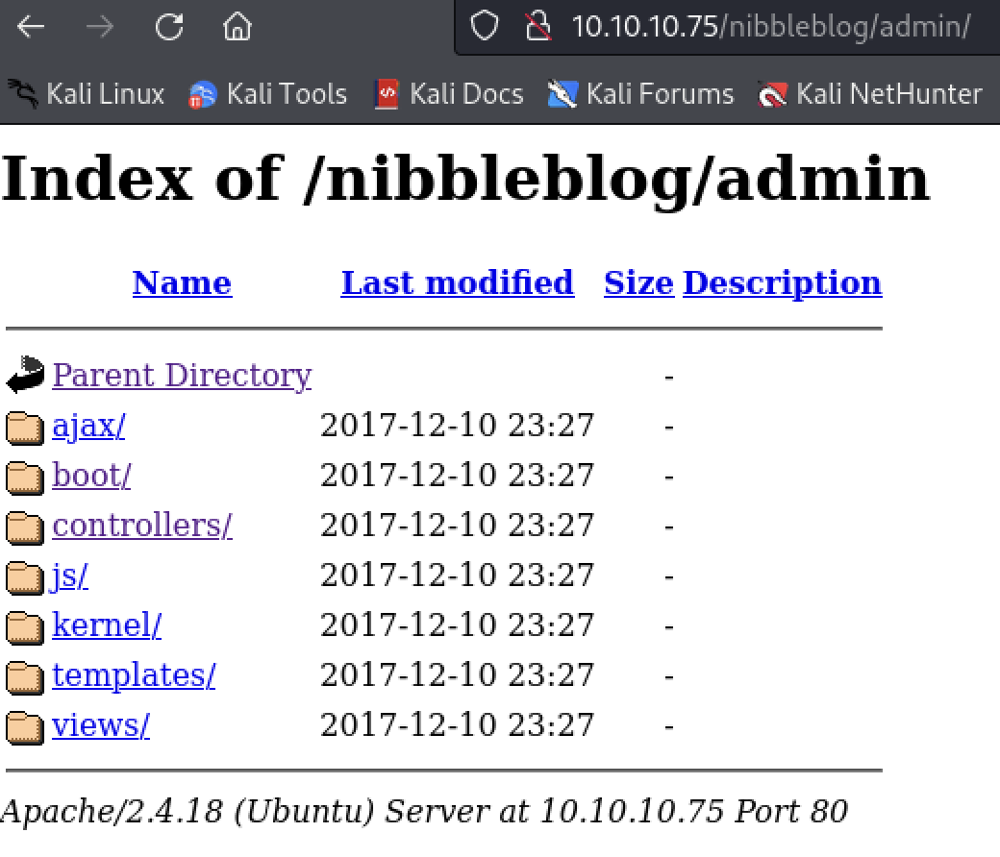 10.10.10.75/nibbleblog/admin/
Kali Linux Kali Tools Kali Docs Kali Forums Kali NetHunter
Index of /nibbleblog/admin
Name Last modified Size Description
Parent Directory -
ajax/ 2017-12-10 23:27 -
boot/ 2017-12-10 23:27 -
controllers/ 2017-12-10 23:27 -
js/ 2017-12-10 23:27 -
kernel/ 2017-12-10 23:27 -
templates/ 2017-12-10 23:27 -
views/ 2017-12-10 23:27 -
Apache/2.4.18 (Ubuntu) Server at 10.10.10.75 Port 80